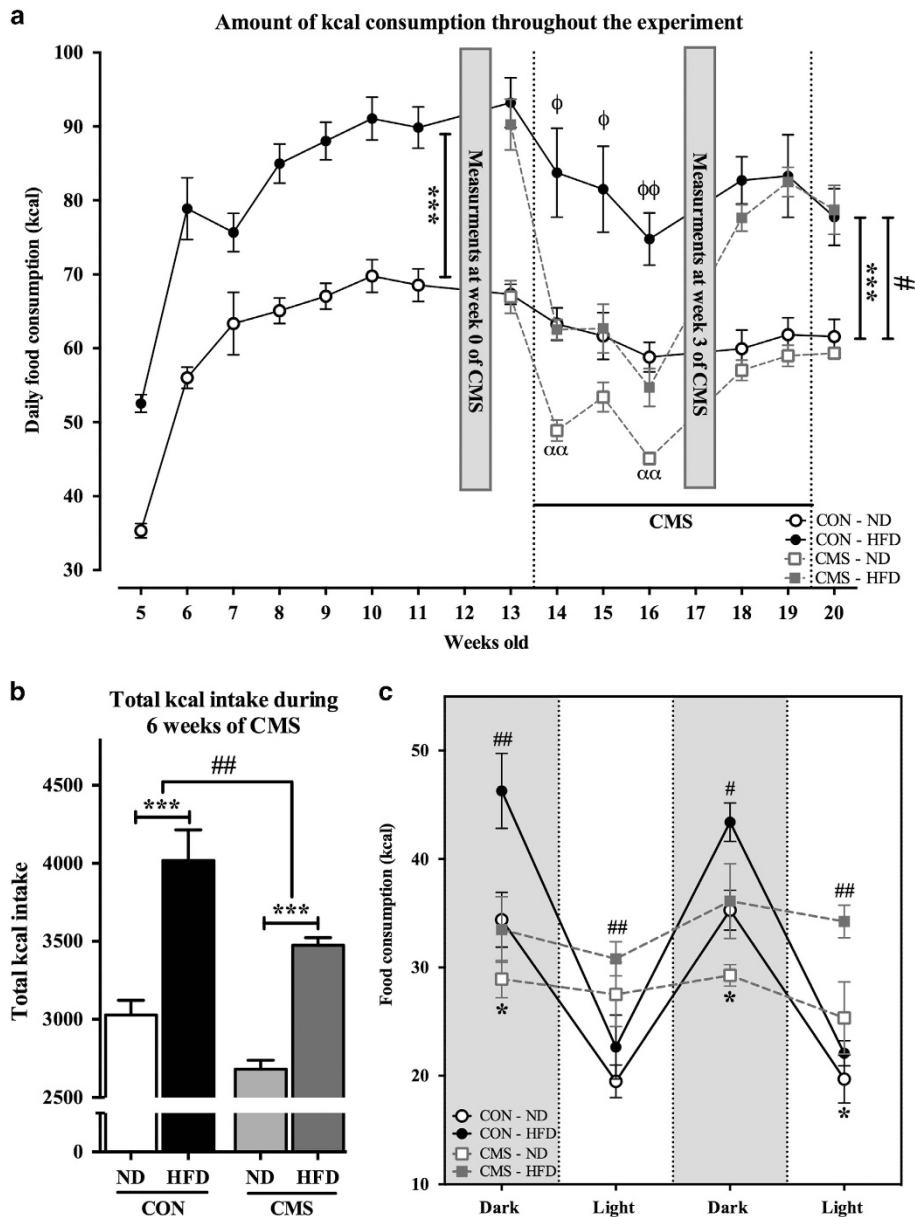 a
Amount of kcal consumption throughout the experiment
100
90
80
70
60
50
40
30
Daily food consumption (kcal)
***
Measurments at week 0 of CMS
ϕ
ϕ
ϕϕ
αα
αα
Measurments at week 3 of CMS
***
#
CMS
CON - ND
CON - HFD
CMS - ND
CMS - HFD
5 6 7 8 9 10 11 12 13 14 15 16 17 18 19 20
Weeks old
b
Total kcal intake during
6 weeks of CMS
##
***
***
4500
4000
3500
3000
2500
0
Total kcal intake
ND HFD ND HFD
CON CMS
c
50
40
30
20
10
Food consumption (kcal)
##
##
#
##
*
*
*
CON - ND
CON - HFD
CMS - ND
CMS - HFD
Dark Light Dark Light